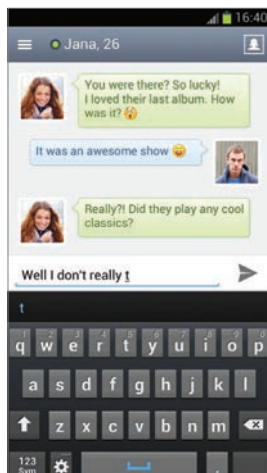 16:40
Jana, 26
You were there? So lucky!
I loved their last album. How
was it?
It was an awesome show
Really?! Did they play any cool
classics?
Well I don't really t
t
q w e r t y u i o p
a s d f g h j k l
z x c v b n m
123
Sym